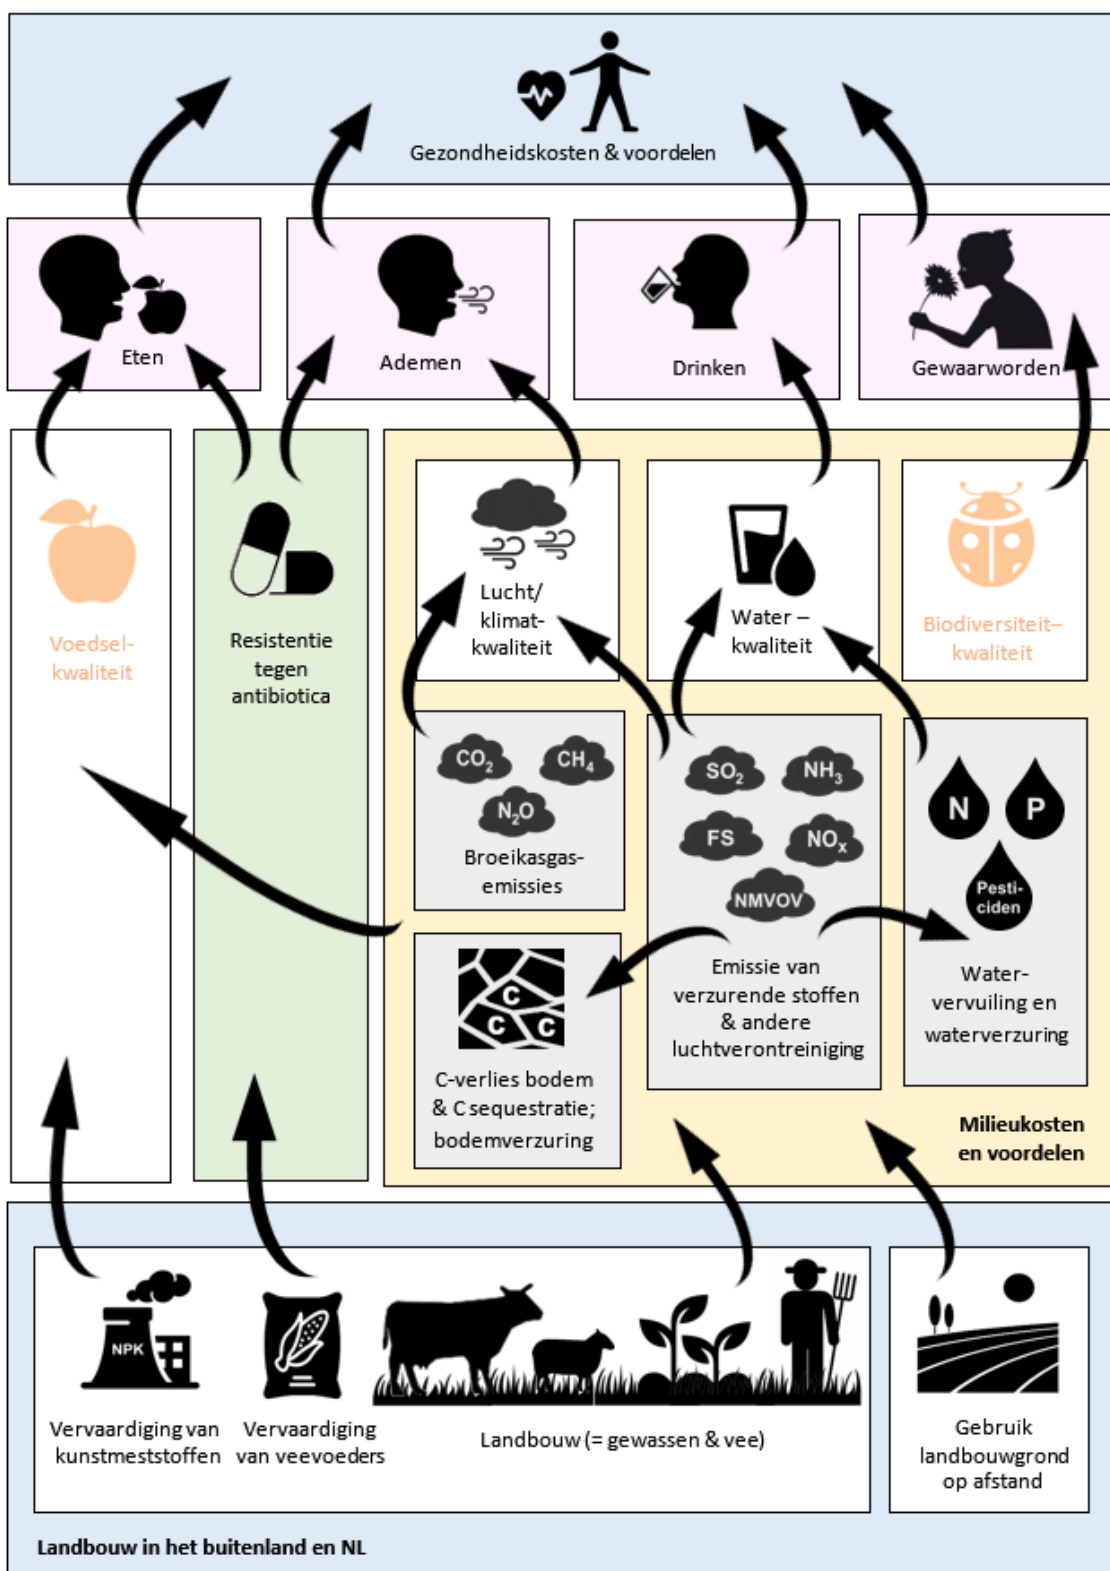 Gezondheidskosten & voordelen
Eten
Ademen
Drinken
Gewaarworden
Voedsel-
kwaliteit
Resistentie
tegen
antibiotica
Lucht/
klimaat-
kwaliteit
Water –
kwaliteit
Biodiversiteit–
kwaliteit
CO2
CH4
N2O
Broeikasgas-
emissies
SO2
NH3
FS
NOx
NMVOV
Emissie van
verzurende stoffen
& andere
luchtverontreiniging
N
P
Pesti-
ciden
Water-
vervuiling en
waterverzuring
C
C
C
C-verlies bodem
& C sequestratie;
bodemverzuring
Milieukosten
en voordelen
NPK
Vervaardiging van
kunstmeststoffen
Vervaardiging
van veevoeders
Landbouw (= gewassen & vee)
Gebruik
landbouwgrond
op afstand
Landbouw in het buitenland en NL